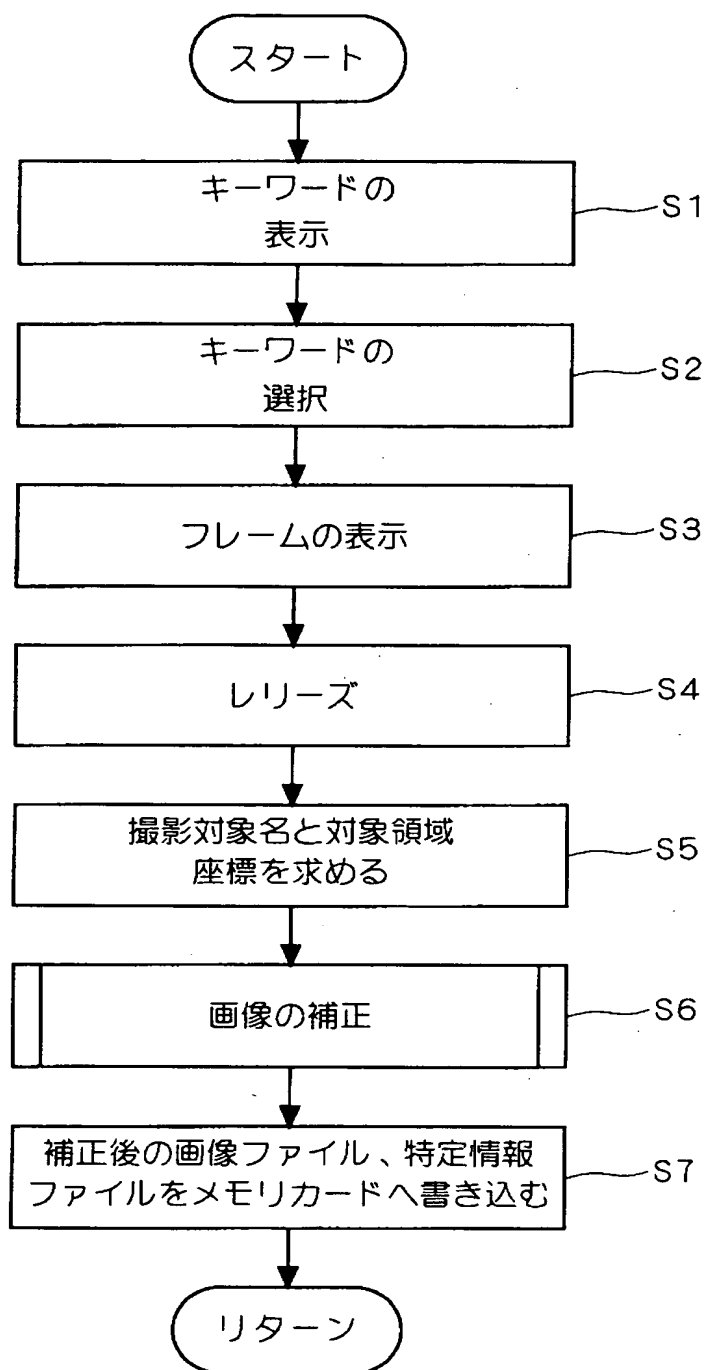 スタート
キーワードの
表示
S1
キーワードの
選択
S2
フレームの表示
S3
レリーズ
S4
撮影対象名と対象領域
座標を求める
S5
画像の補正
S6
補正後の画像ファイル、特定情報
ファイルをメモリカードへ書き込む
S7
リターン